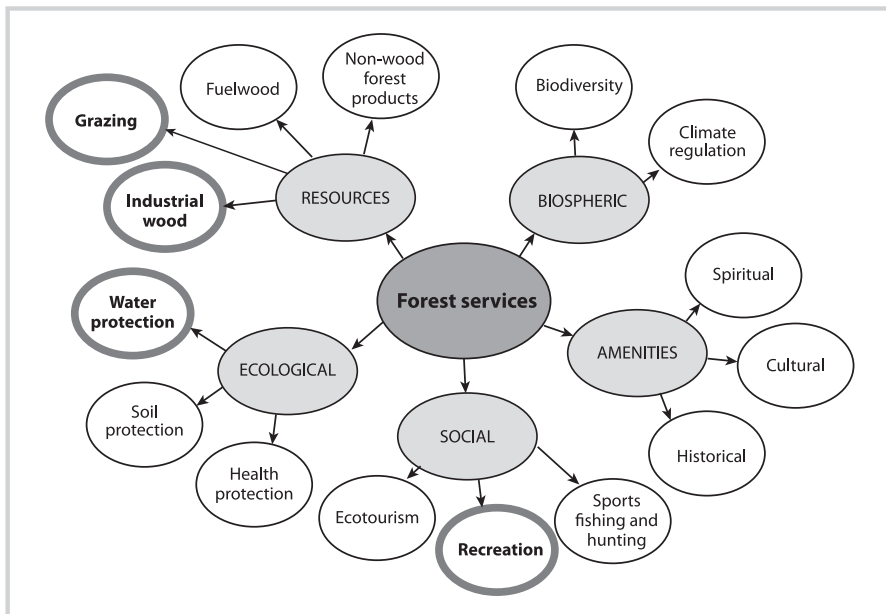 Non-wood
forest
products
Fuelwood
Grazing
Industrial
wood
RESOURCES
Biodiversity
Climate
regulation
BIOSPHERIC
Forest services
Spiritual
AMENITIES
Cultural
Historical
Water
protection
ECOLOGICAL
Soil
protection
Health
protection
SOCIAL
Ecotourism
Recreation
Sports
fishing and
hunting